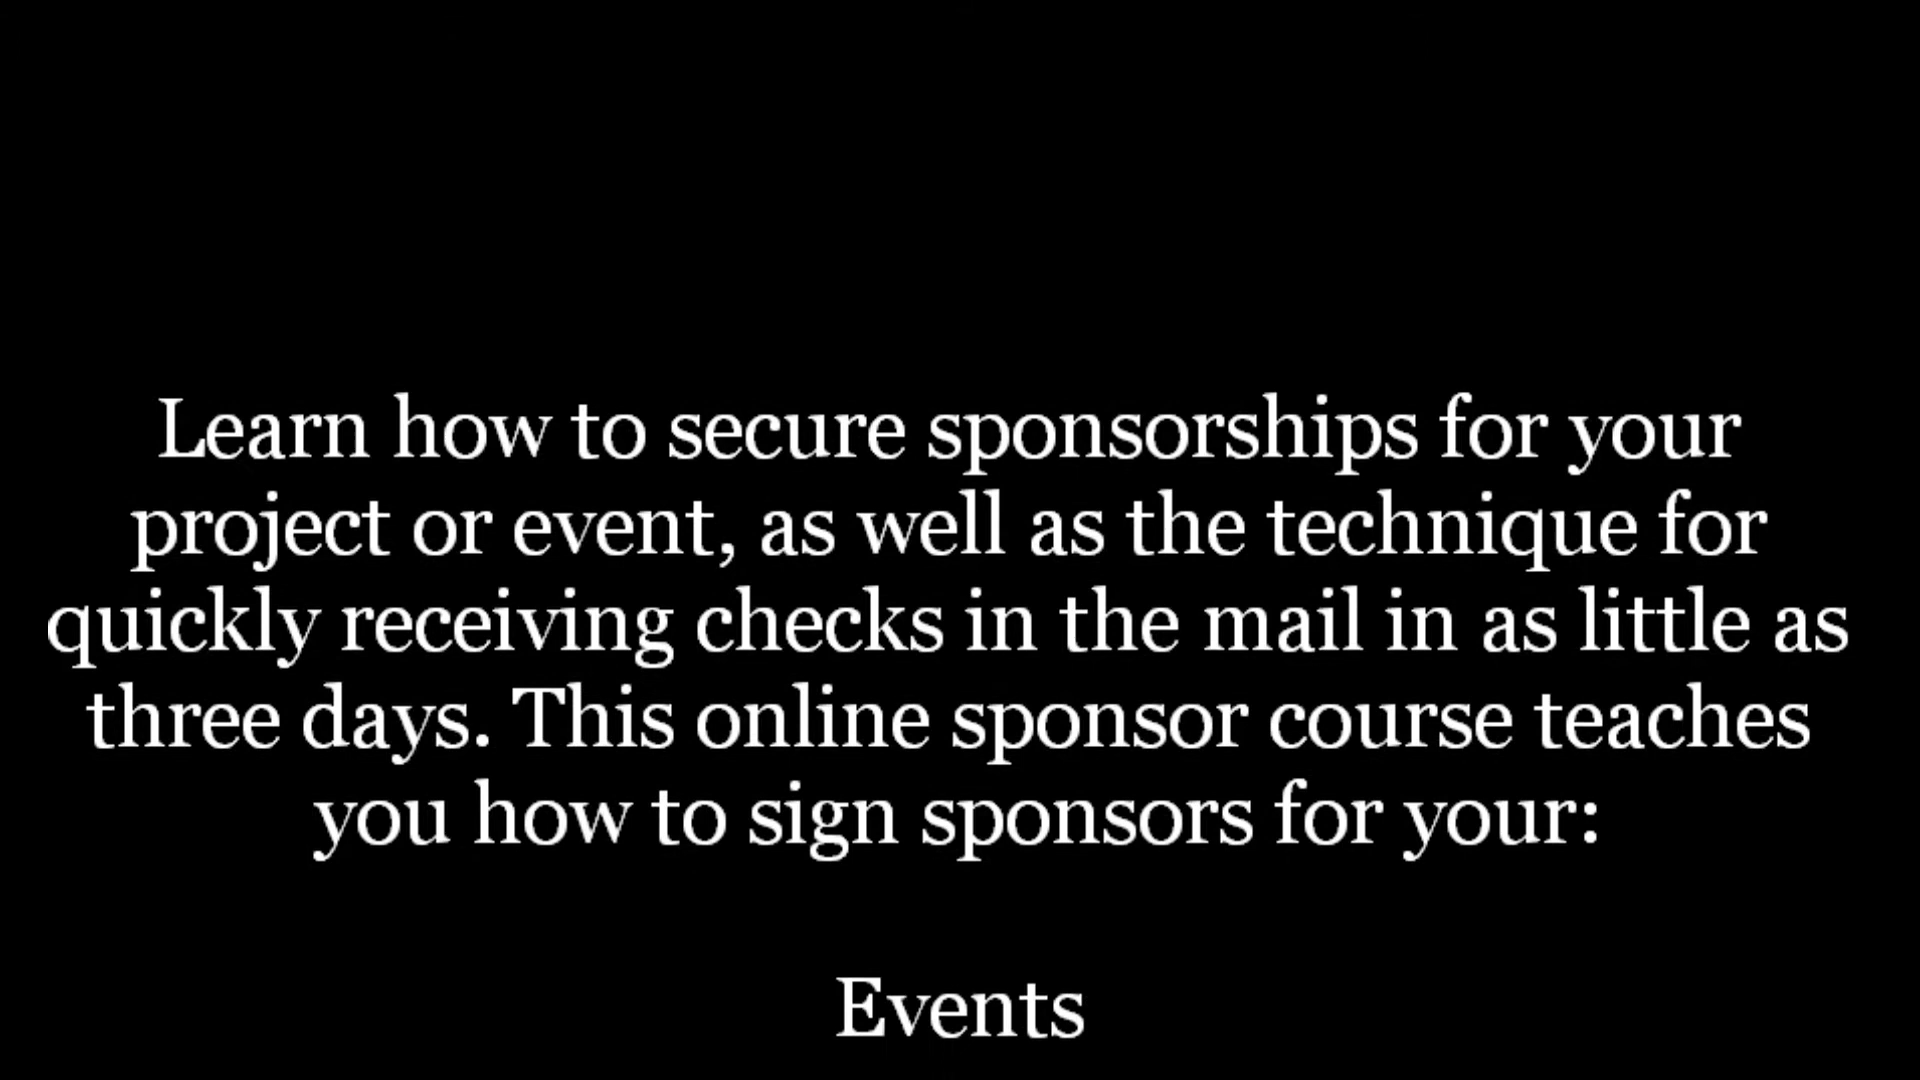 Learn how to secure sponsorships for your
project or event, as well as the technique for
quickly receiving checks in the mail in as little as
three days. This online sponsor course teaches
you how to sign sponsors for your:
Events